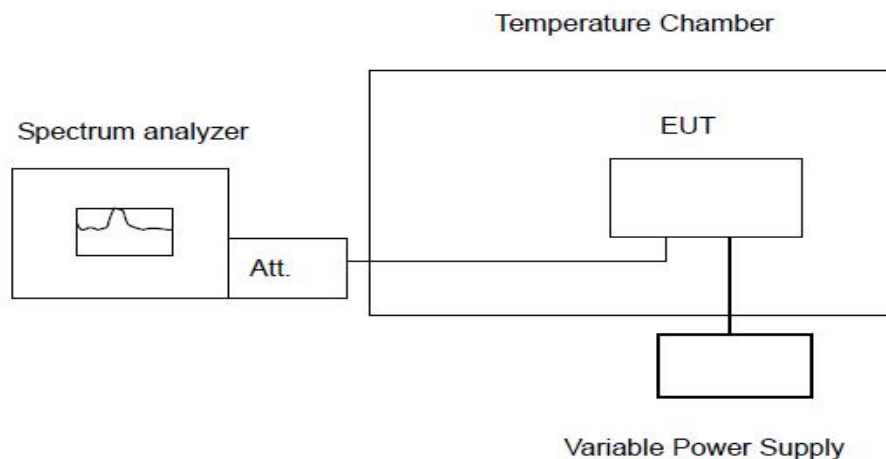 Temperature Chamber
Spectrum analyzer
EUT
Att.
Variable Power Supply